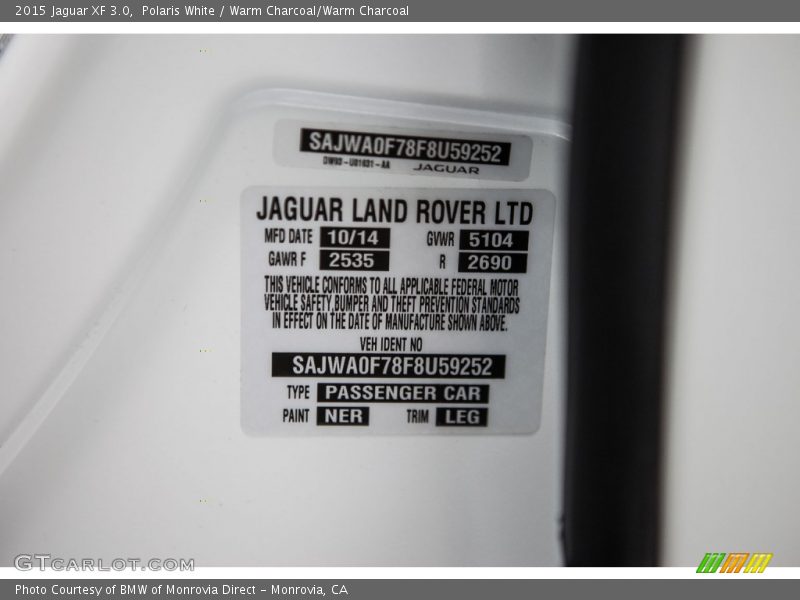 2015 Jaguar XF 3.0, Polaris White / Warm Charcoal/Warm Charcoal
SAJWA0F78F8U59252
DW93-U01631-AA JAGUAR
JAGUAR LAND ROVER LTD
MFD DATE 10/14 GVWR 5104
GAWR F 2535 R 2690
THIS VEHICLE CONFORMS TO ALL APPLICABLE FEDERAL MOTOR
VEHICLE SAFETY,BUMPER AND THEFT PREVENTION STANDARDS
IN EFFECT ON THE DATE OF MANUFACTURE SHOWN ABOVE.
VEH IDENT NO
SAJWA0F78F8U59252
TYPE PASSENGER CAR
PAINT NER TRIM LEG
GTCARLOT.COM
Photo Courtesy of BMW of Monrovia Direct - Monrovia, CA